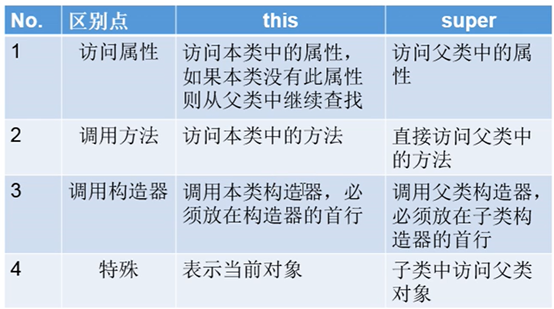 No. 区别点 this super
1 访问属性 访问本类中的属性， 访问父类中的属
如果本类没有此属性 性
则从父类中继续查找
2 调用方法 访问本类中的方法 直接访问父类中
的方法
3 调用构造器 调用本类构造器，必 调用父类构造器，
须放在构造器的首行 必须放在子类构
造器的首行
4 特殊 表示当前对象 子类中访问父类
对象